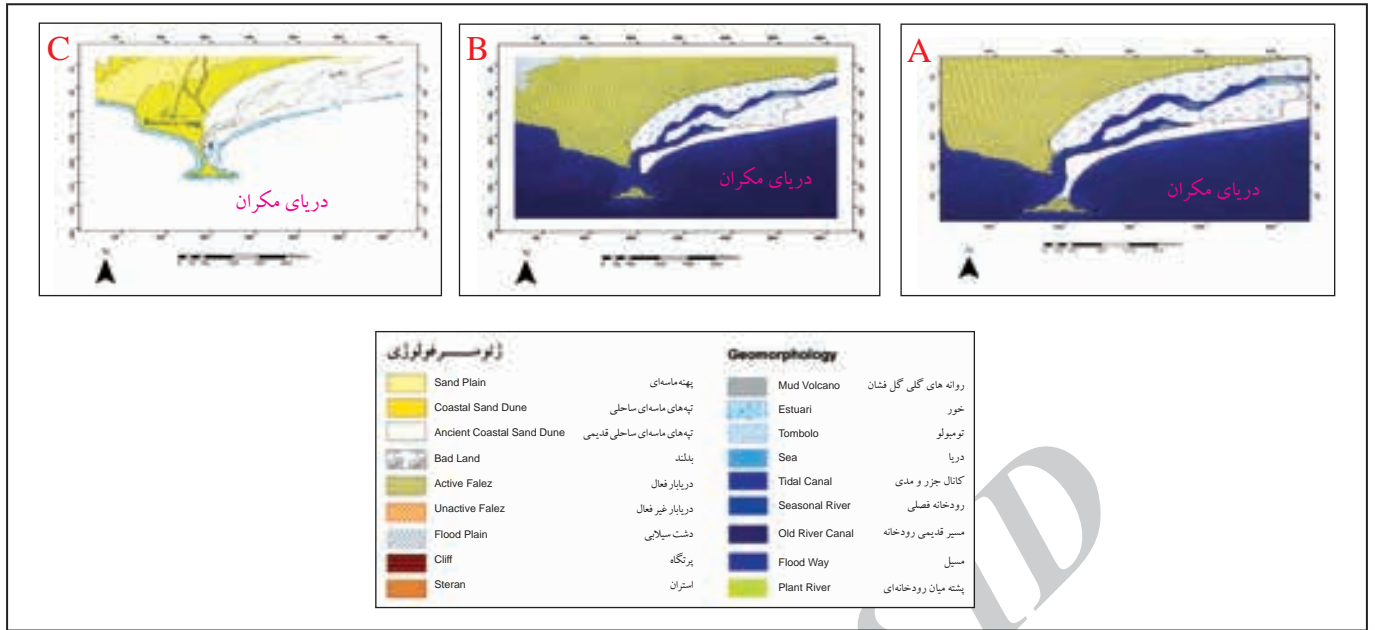 C
دریای مکران
B
دریای مکران
A
دریای مکران
ژئومــــرفولوژی
Geomorphology
Sand Plain پهنه ماسه‌ای
Coastal Sand Dune تپه‌های ماسه‌ای ساحلی
Ancient Coastal Sand Dune تپه‌های ماسه‌ای ساحلی قدیمی
Bad Land بدلند
Active Falez دریابار فعال
Unactive Falez دریابار غیر فعال
Flood Plain دشت سیلابی
Cliff پرتگاه
Steran استران
Mud Volcano روانه های گلی گل فشان
Estuari خور
Tombolo تومبولو
Sea دریا
Tidal Canal کانال جزر و مدی
Seasonal River رودخانه فصلی
Old River Canal مسیر قدیمی رودخانه
Flood Way مسیل
Plant River پشته میان رودخانه‌ای